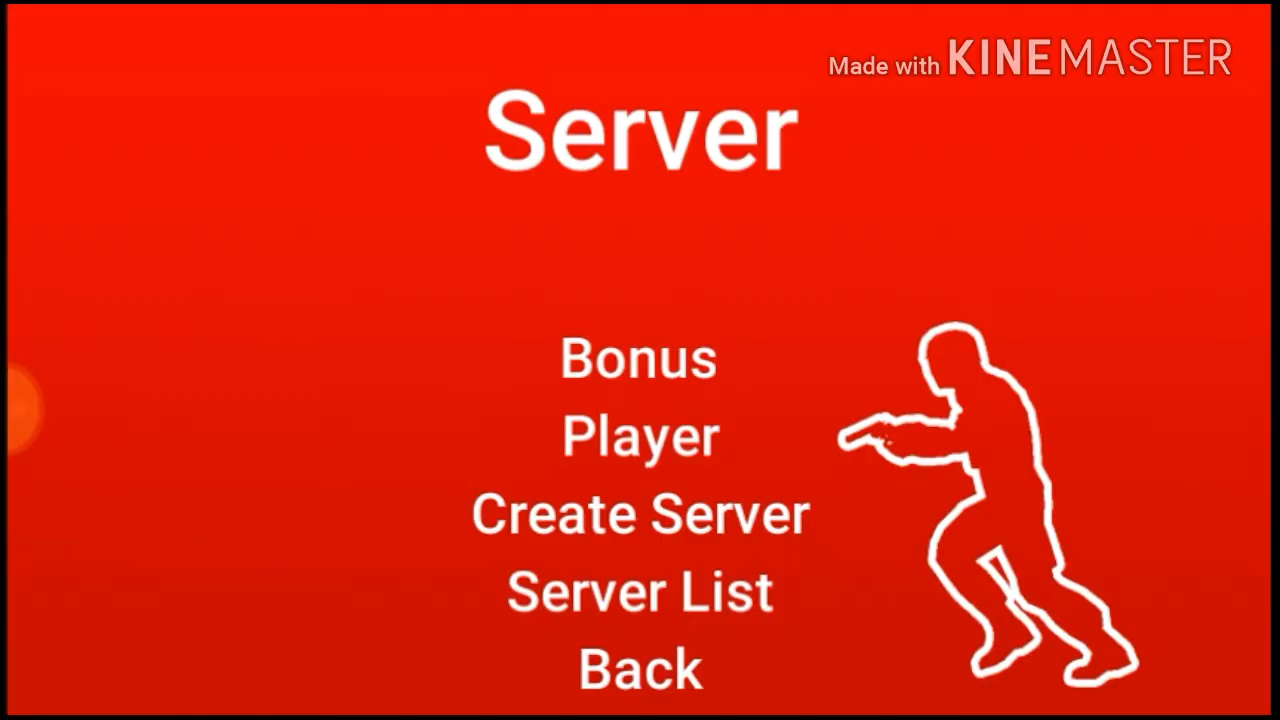 Made with KINEMASTER
Server
Bonus
Player
Create Server
Server List
Back